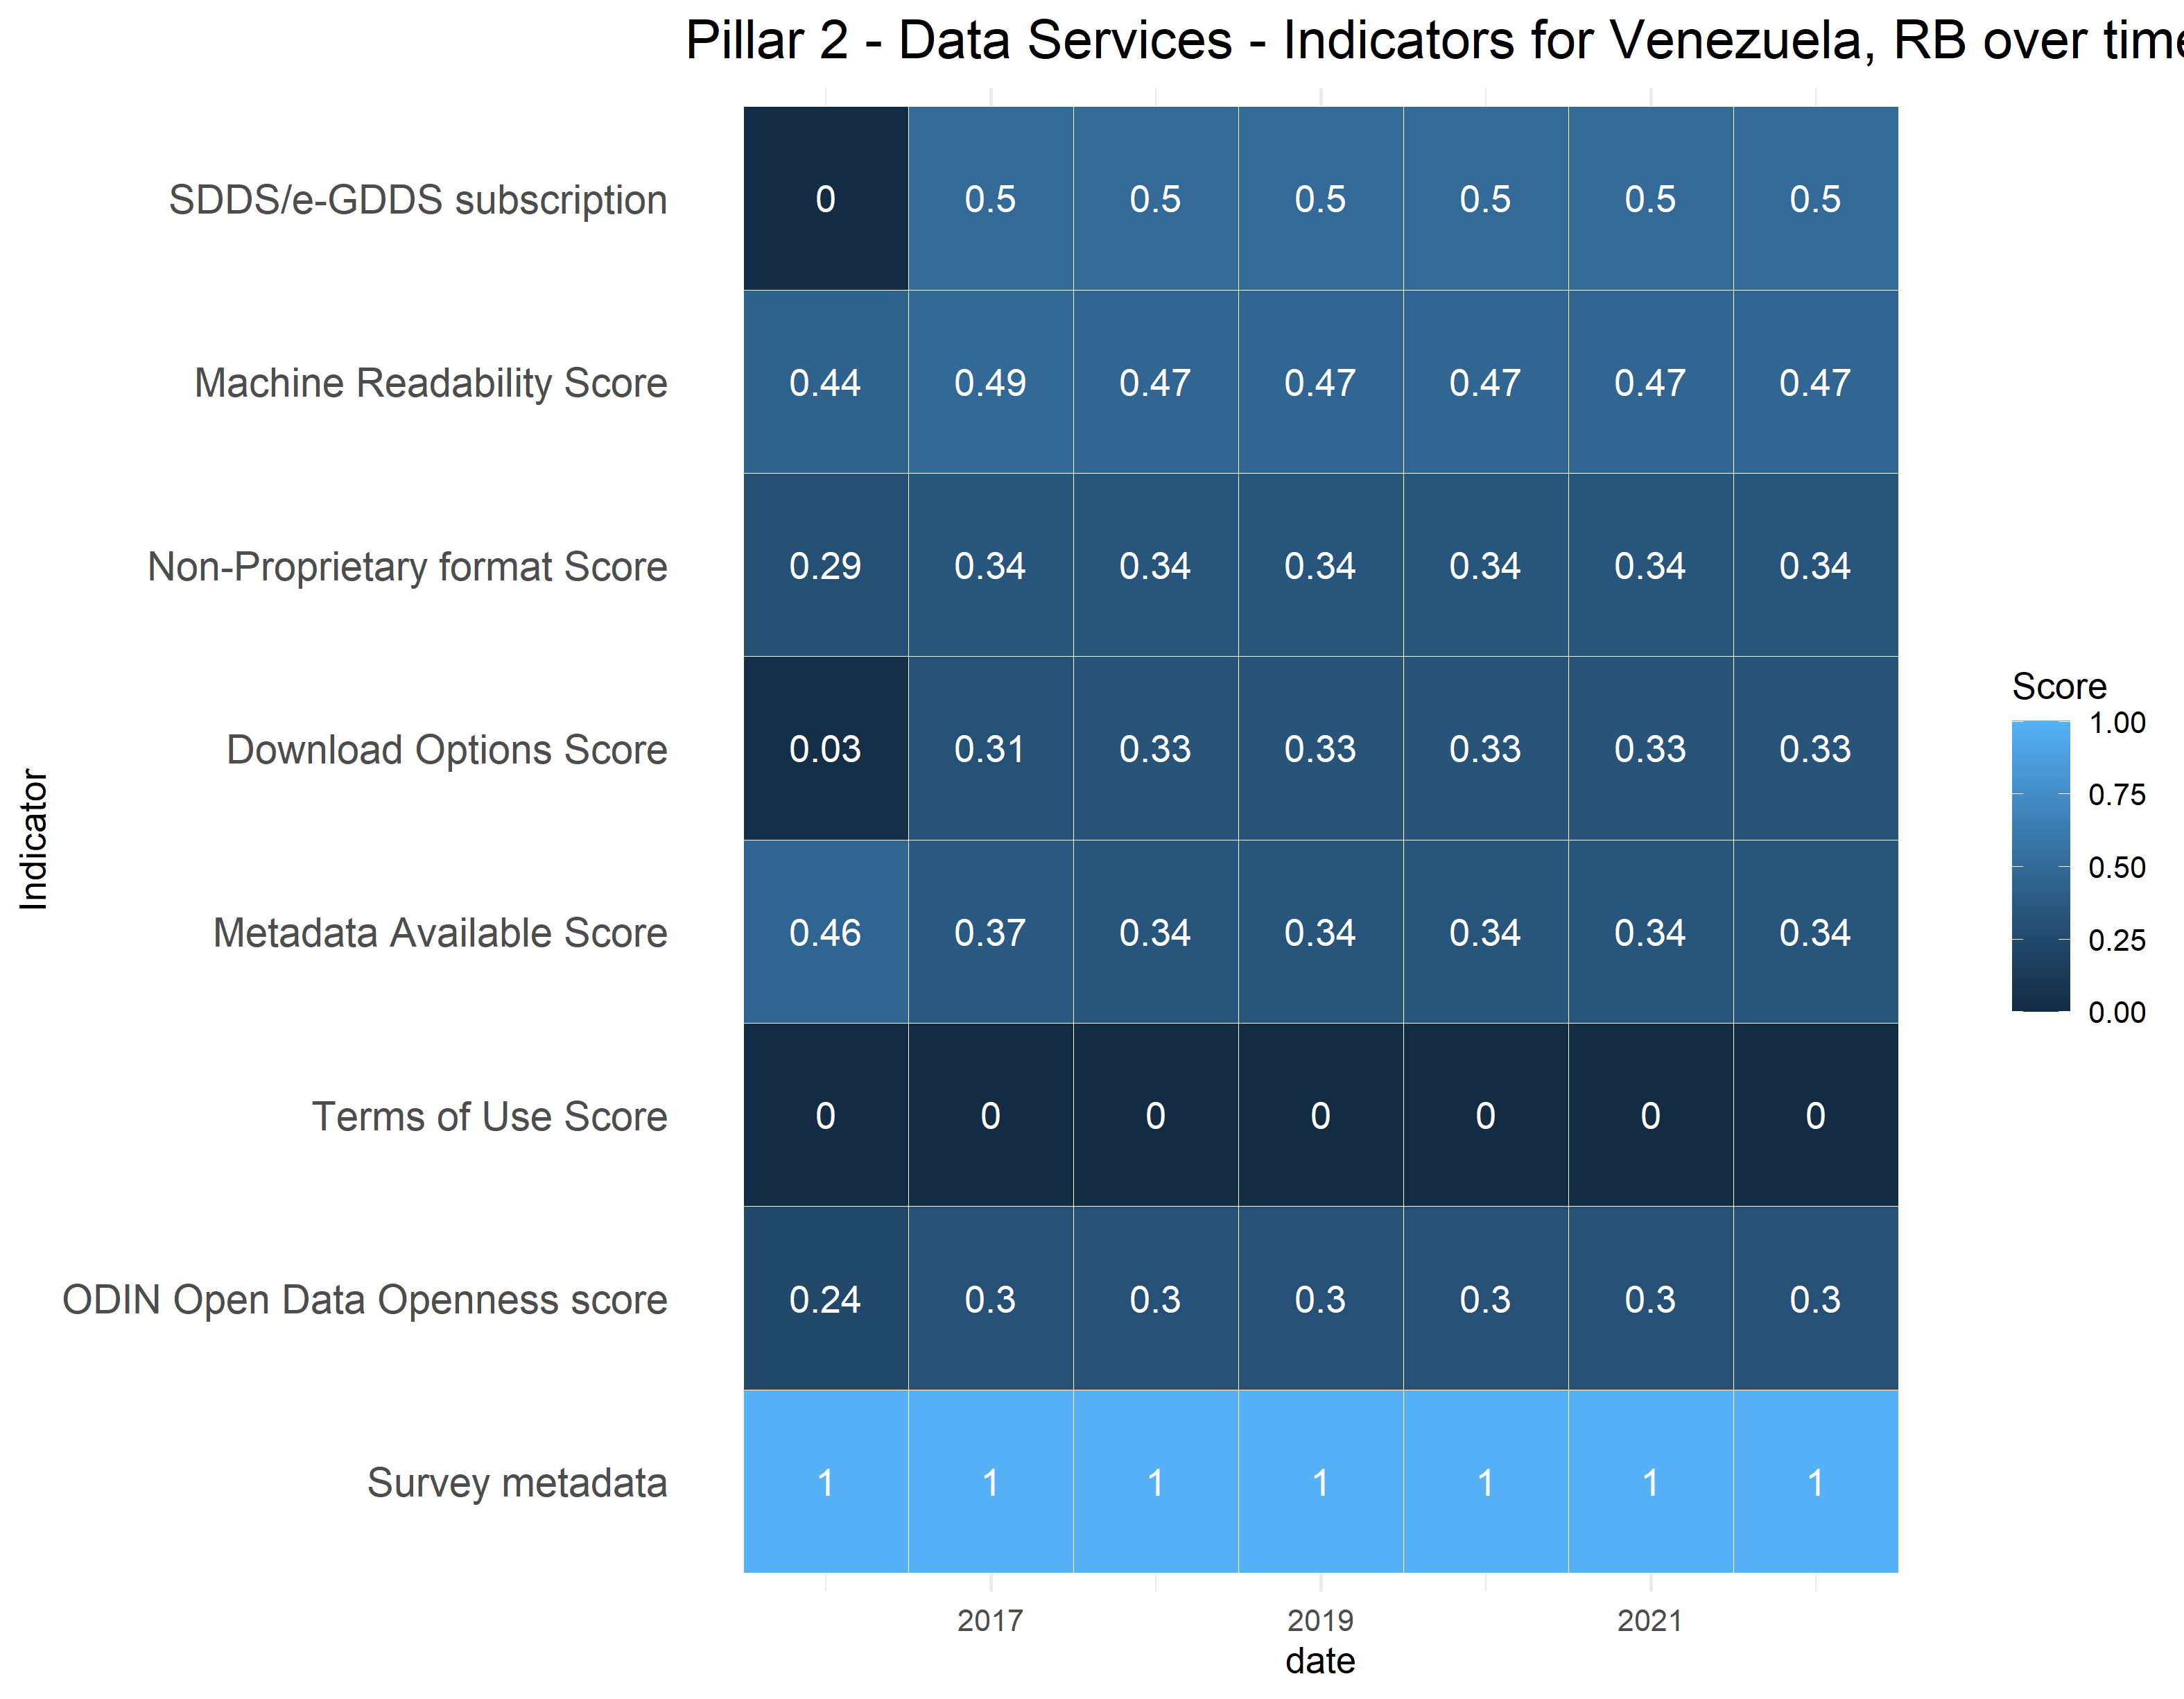 Pillar 2 - Data Services - Indicators for Venezuela, RB over time
SDDS/e-GDDS subscription 0 0.5 0.5 0.5 0.5 0.5 0.5
Machine Readability Score 0.44 0.49 0.47 0.47 0.47 0.47 0.47
Non-Proprietary format Score 0.29 0.34 0.34 0.34 0.34 0.34 0.34
Download Options Score 0.03 0.31 0.33 0.33 0.33 0.33 0.33
Metadata Available Score 0.46 0.37 0.34 0.34 0.34 0.34 0.34
Terms of Use Score 0 0 0 0 0 0 0
ODIN Open Data Openness score 0.24 0.3 0.3 0.3 0.3 0.3 0.3
Survey metadata 1 1 1 1 1 1 1
2017 2019 2021
date
Indicator
Score
1.00
0.75
0.50
0.25
0.00